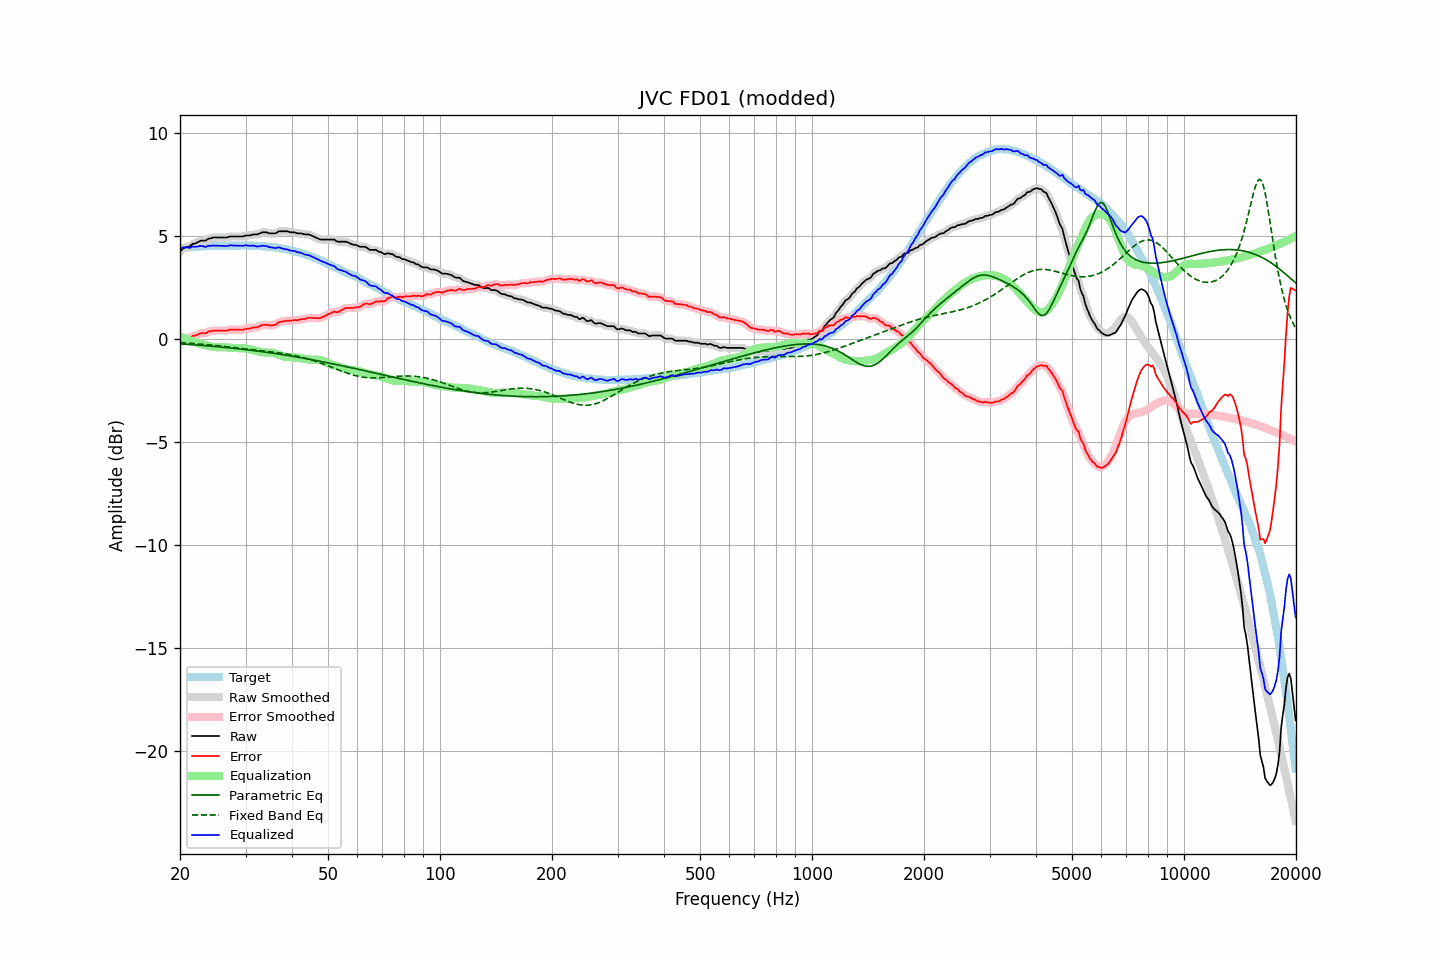 JVC FD01 (modded)
10
5
0
−5
−10
−15
−20
Amplitude (dBr)
Target
Raw Smoothed
Error Smoothed
Raw
Error
Equalization
Parametric Eq
Fixed Band Eq
Equalized
20
50
100
200
500
1000
2000
5000
10000
20000
Frequency (Hz)